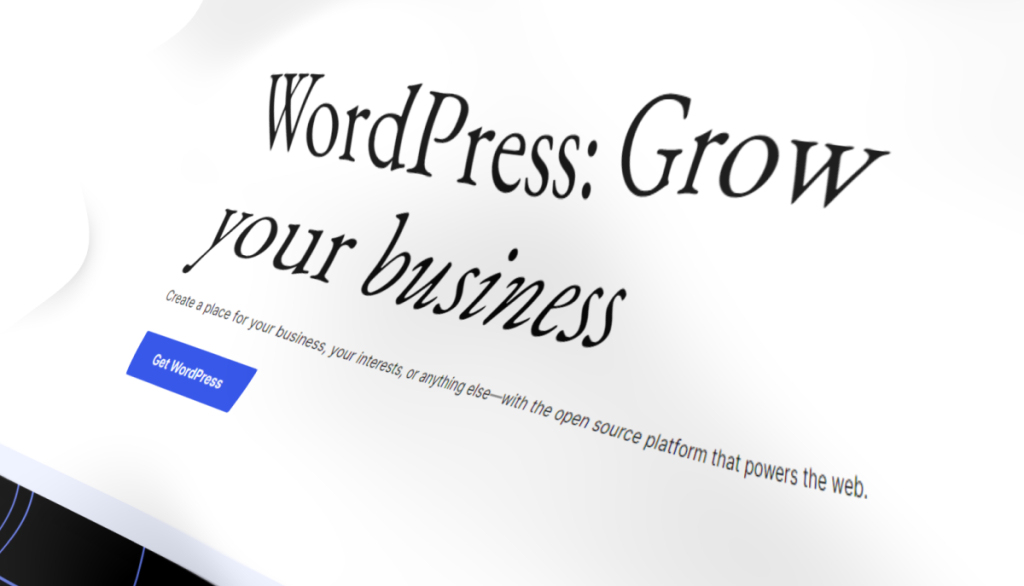 WordPress: Grow
your business
Create a place for your business, your interests, or anything else—with the open source platform that powers the web.
Get WordPress